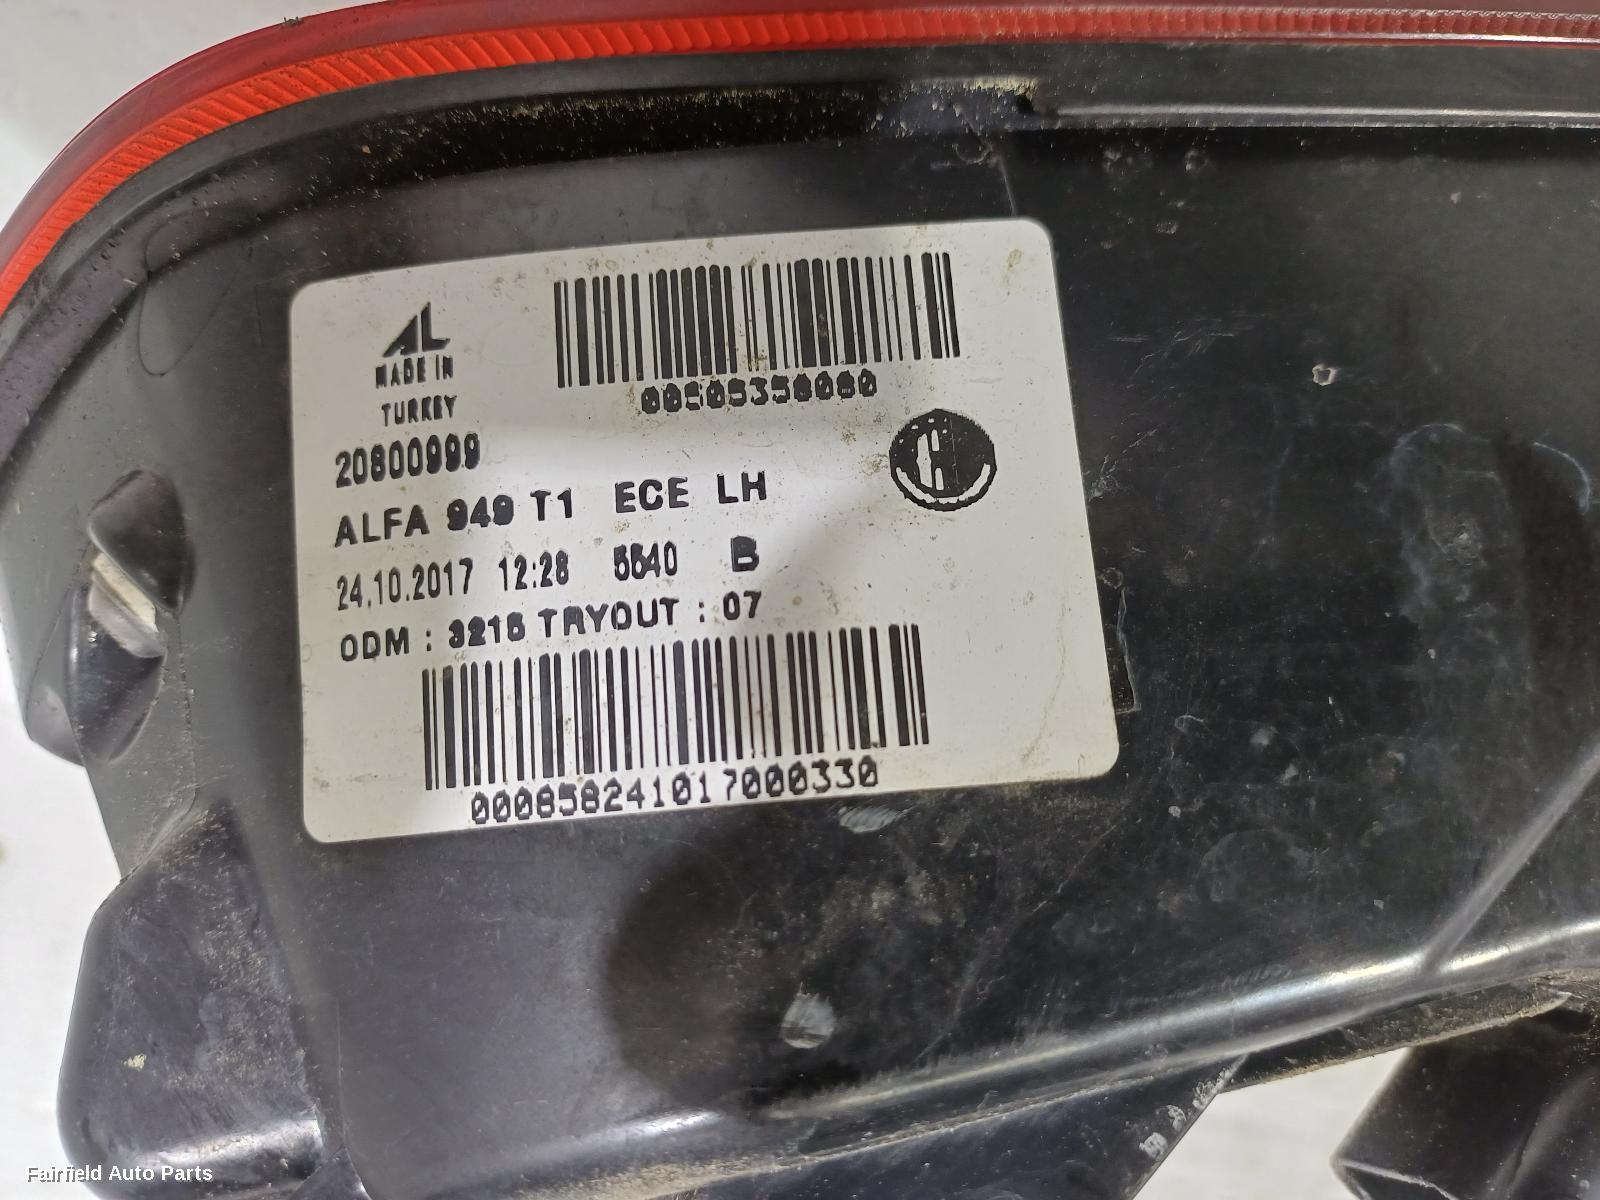 00505358060
AL
MADE IN
TURKEY
20800999
ALFA 949 T1 ECE LH
24.10.2017 12:28 5540 B
ODM : 3215 TRYOUT : 07
000858241017000330
Fairfield Auto Parts